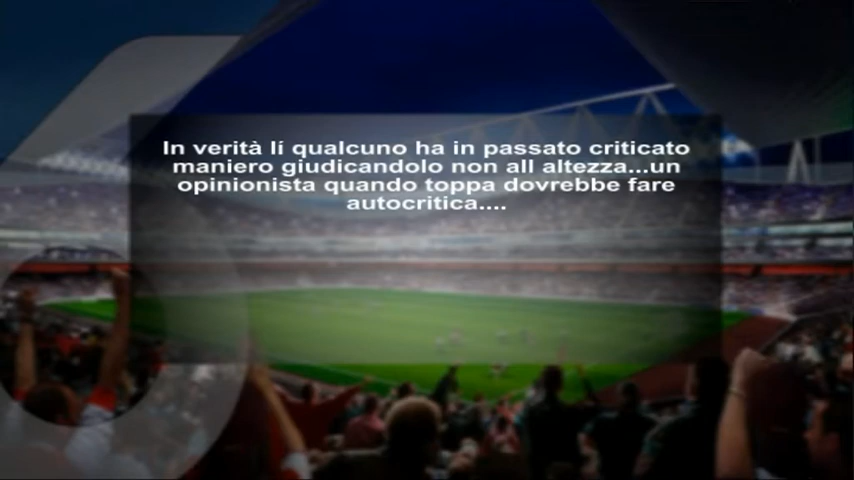 In verità lí qualcuno ha in passato criticato
maniero giudicandolo non all altezza...un
opinionista quando toppa dovrebbe fare
autocritica....